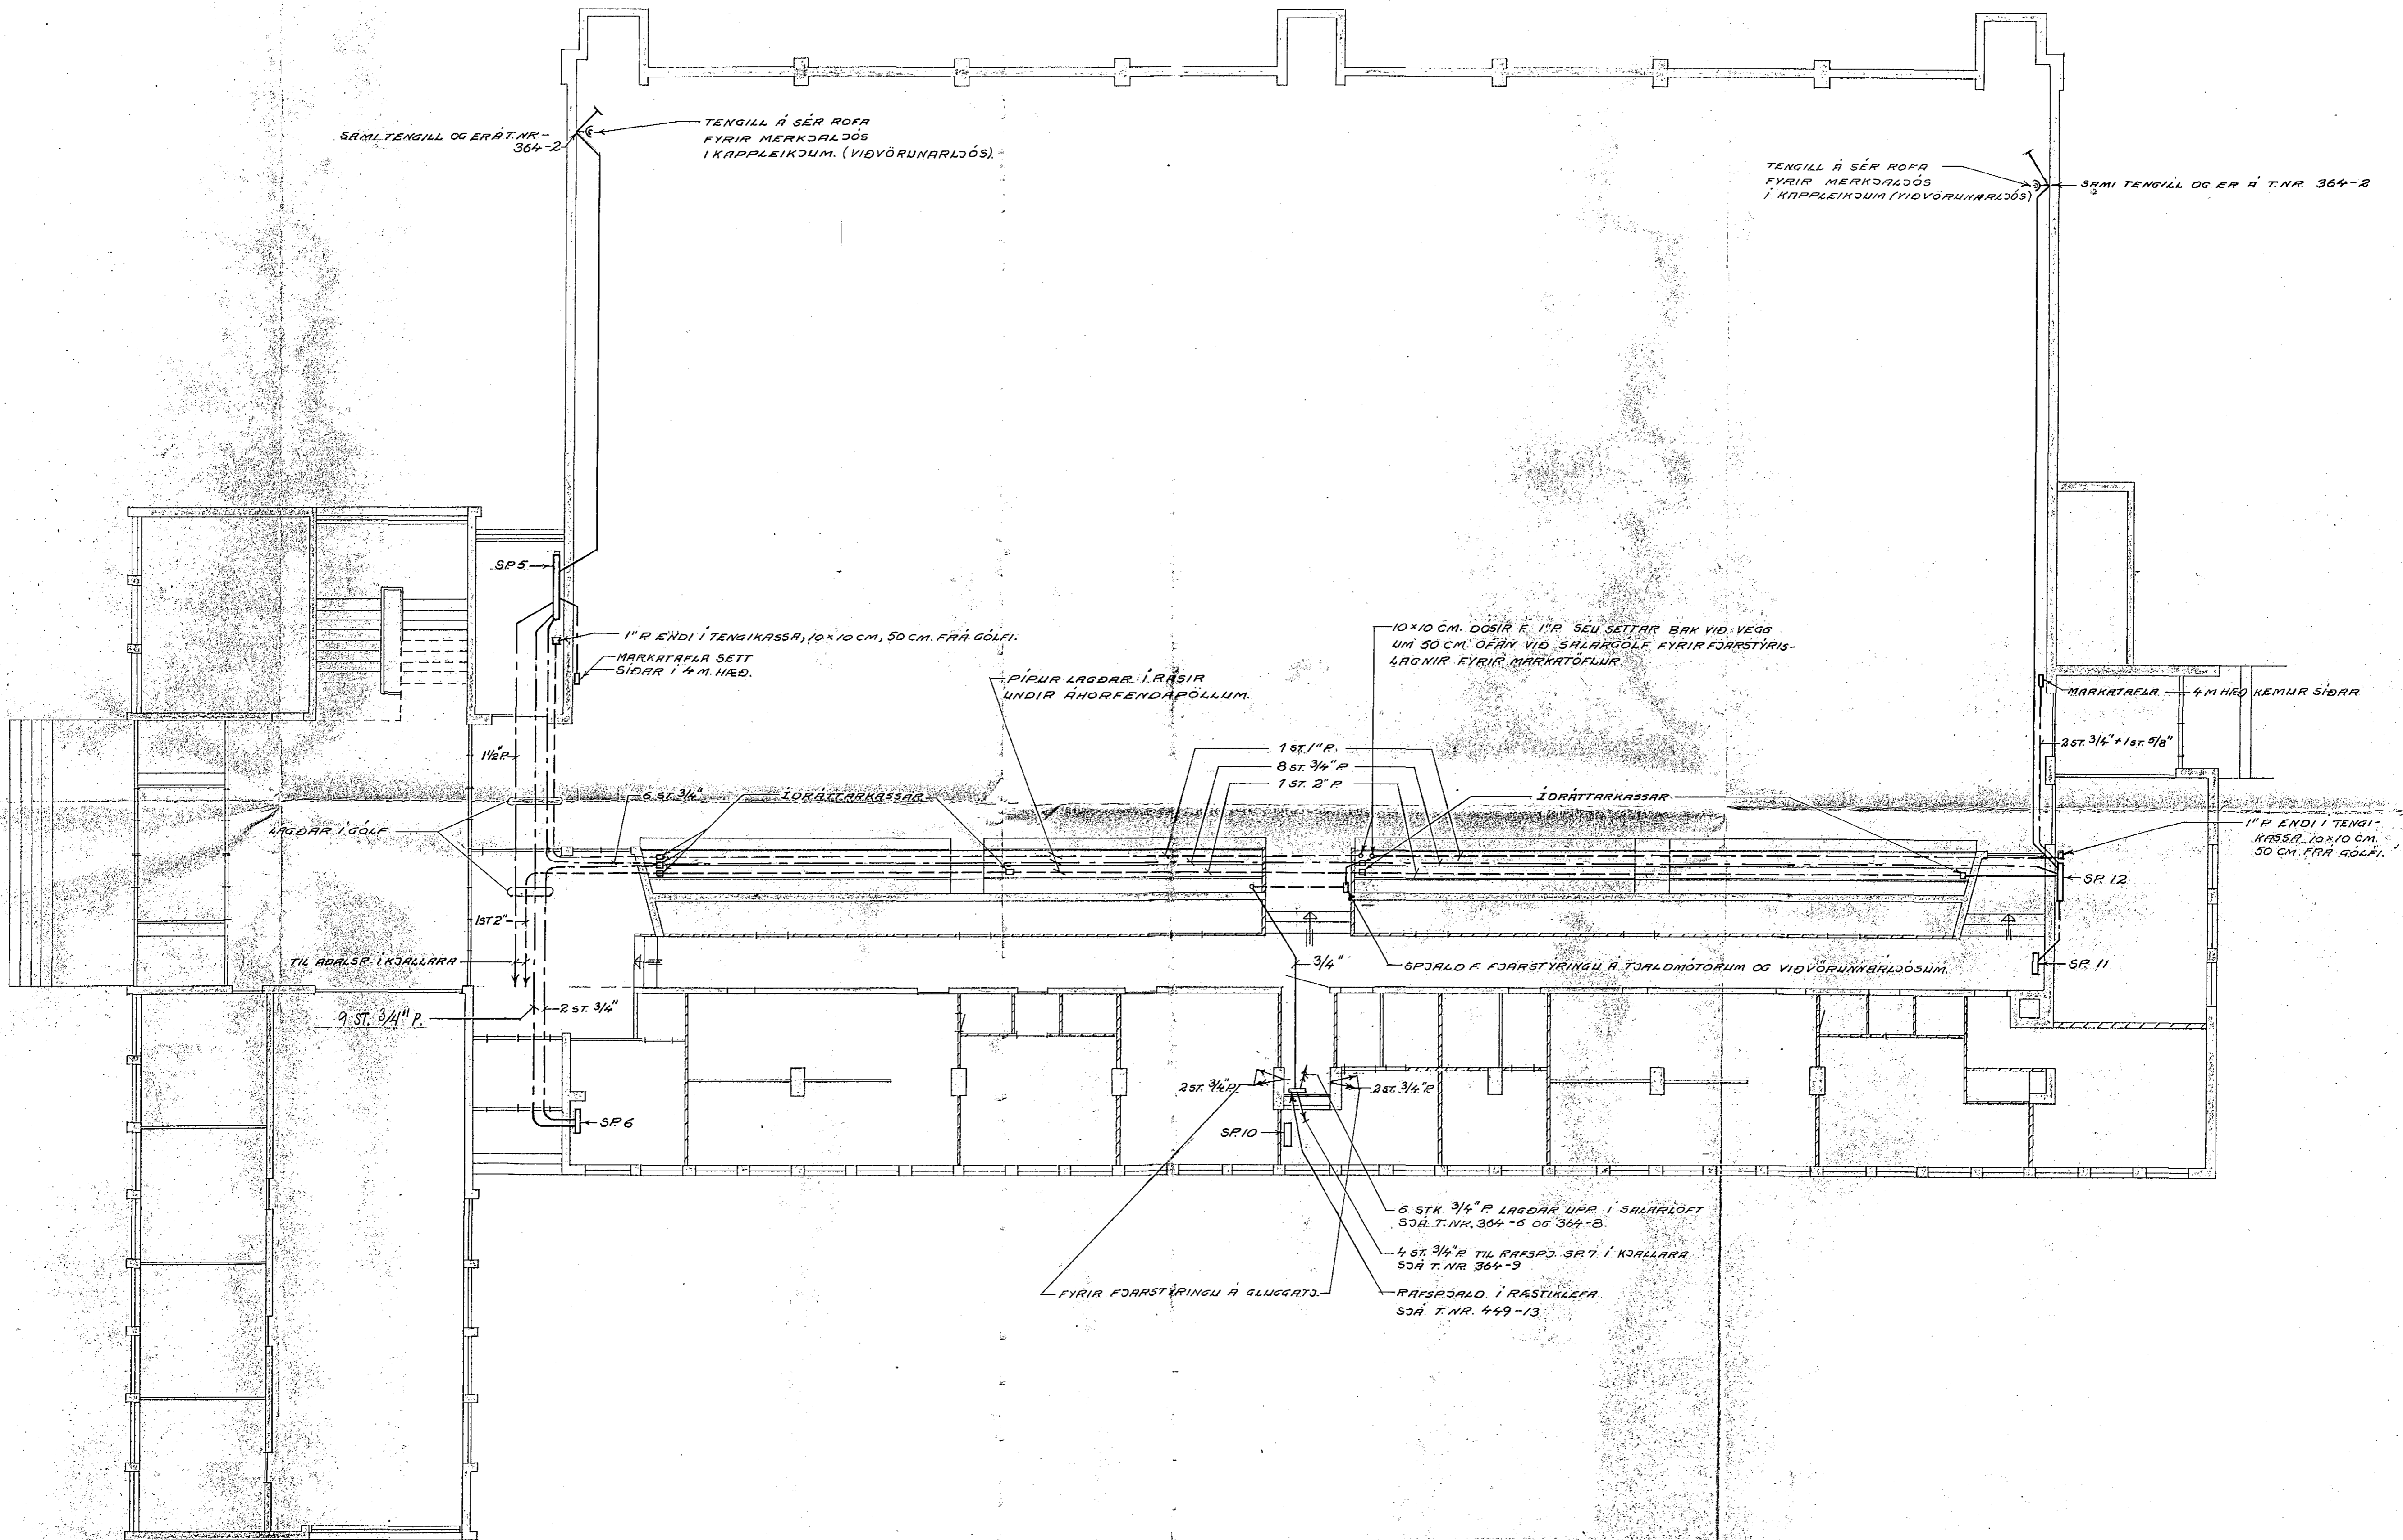 SAMI TENGILL OG ER Á T.NR-
364-2
TENGILL Á SÉR ROFA
FYRIR MERKJALJÓS
Í KAPPLEIKJUM. (VIÐVÖRUNARLJÓS).
TENGILL Á SÉR ROFA
FYRIR MERKJALJÓS
Í KAPPLEIKJUM (VIÐVÖRUNARLJÓS)
SAMI TENGILL OG ER Á T.NR. 364-2
SP. 5
1" P. ENDI Í TENGIKASSA, 10×10 CM, 50 CM. FRÁ GÓLFI.
MARKATAFLA SETT
SÍÐAR Í 4 M. HÆÐ.
10×10 CM. DÓSIR F. 1" P. SÉU SETTAR BAK VIÐ VEGG
UM 50 CM. OFAN VIÐ SALARGÓLF FYRIR FJARSTÝRIS-
LAGNIR FYRIR MARKATÖFLUR.
PÍPUR LAGÐAR Í RÁSIR
UNDIR ÁHORFENDAPÖLLUM.
MARKATAFLA 4 M HÆÐ KEMUR SÍÐAR
2 ST. 3/4" + 1 ST. 5/8"
1 1/2" P.
1 ST. 1" P.
8 ST. 3/4" P.
1 ST. 2" P.
6 ST. 3/4"
ÍDRÁTTARKASSAR
ÍDRÁTTARKASSAR
LAGÐAR Í GÓLF
1" P. ENDI Í TENGI-
KASSA 10×10 CM.
50 CM FRÁ GÓLFI.
SP. 12
1 ST 2"
TIL AÐALSP. Í KJALLARA
3/4"
SPJALD F. FJARSTÝRINGU Á TJALDMÓTORUM OG VIÐVÖRUNARLJÓSUM.
SP. 11
9 ST. 3/4" P.
2 ST. 3/4"
2 ST. 3/4" P.
2 ST. 3/4" P.
SP. 6
SP. 10
6 STK. 3/4" P. LAGÐAR UPP Í SALARLOFT
SJÁ T.NR. 364-6 OG 364-8.
4 ST. 3/4" P. TIL RAFSPJ. SP. 7 Í KJALLARA
SJÁ T.NR. 364-9
FYRIR FJARSTÝRINGU Á GLUGGATJ.
RAFSPJALD. Í RÆSTIKLEFA
SJÁ T.NR. 449-13